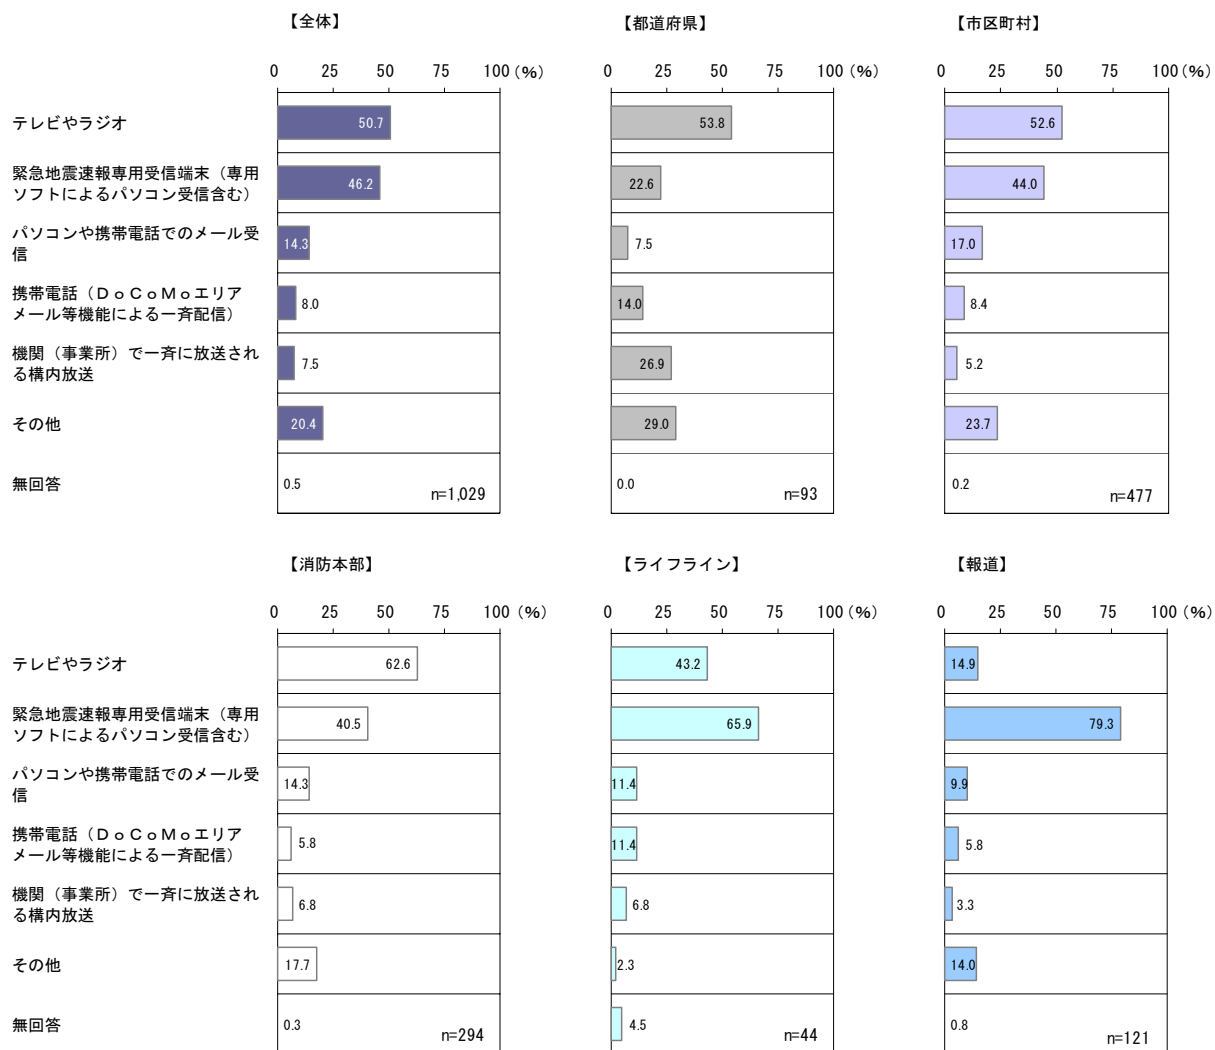 【全体】
【都道府県】
【市区町村】
0 25 50 75 100 (%)
0 25 50 75 100 (%)
0 25 50 75 100 (%)
テレビやラジオ
50.7
53.8
52.6
緊急地震速報専用受信端末（専用
ソフトによるパソコン受信含む）
46.2
22.6
44.0
パソコンや携帯電話でのメール受
信
14.3
7.5
17.0
携帯電話（ＤｏＣｏＭｏエリア
メール等機能による一斉配信）
8.0
14.0
8.4
機関（事業所）で一斉に放送され
る構内放送
7.5
26.9
5.2
その他
20.4
29.0
23.7
無回答
0.5
n=1,029
0.0
n=93
0.2
n=477
【消防本部】
【ライフライン】
【報道】
0 25 50 75 100 (%)
0 25 50 75 100 (%)
0 25 50 75 100 (%)
テレビやラジオ
62.6
43.2
14.9
緊急地震速報専用受信端末（専用
ソフトによるパソコン受信含む）
40.5
65.9
79.3
パソコンや携帯電話でのメール受
信
14.3
11.4
9.9
携帯電話（ＤｏＣｏＭｏエリア
メール等機能による一斉配信）
5.8
11.4
5.8
機関（事業所）で一斉に放送され
る構内放送
6.8
6.8
3.3
その他
17.7
2.3
14.0
無回答
0.3
n=294
4.5
n=44
0.8
n=121